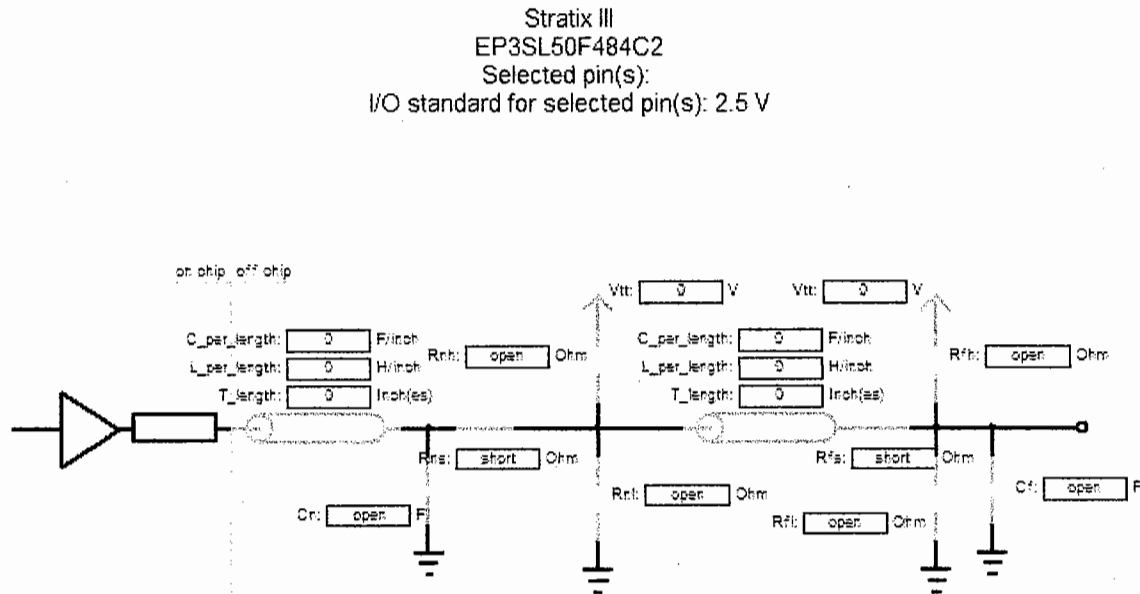 Stratix III
EP3SL50F484C2
Selected pin(s):
I/O standard for selected pin(s): 2.5 V
on chip off chip
Vtt: 0 V
Vtt: 0 V
C_per_length: 0 F/inch
L_per_length: 0 H/inch
T_length: 0 Inch(es)
Rnh: open Ohm
C_per_length: 0 F/inch
L_per_length: 0 H/inch
T_length: 0 Inch(es)
Rfh: open Ohm
Rns: short Ohm
Rfs: short Ohm
Cn: open F
Rnl: open Ohm
Rfl: open Ohm
Cf: open F